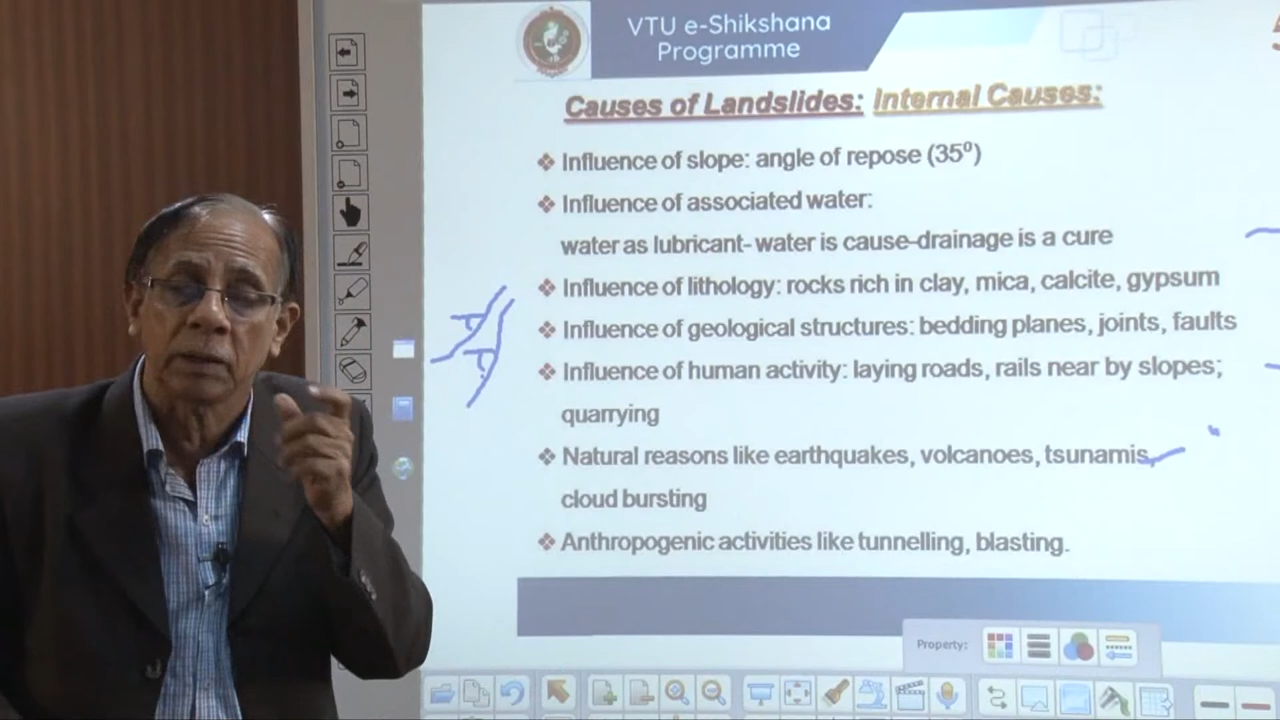 VTU e-Shikshana
Programme
Causes of Landslides: Internal Causes:
❖ Influence of slope: angle of repose (35⁰)
❖ Influence of associated water:
water as lubricant- water is cause-drainage is a cure
❖ Influence of lithology: rocks rich in clay, mica, calcite, gypsum
❖ Influence of geological structures: bedding planes, joints, faults
❖ Influence of human activity: laying roads, rails near by slopes;
quarrying
❖ Natural reasons like earthquakes, volcanoes, tsunamis,
cloud bursting
❖ Anthropogenic activities like tunnelling, blasting.
Property: